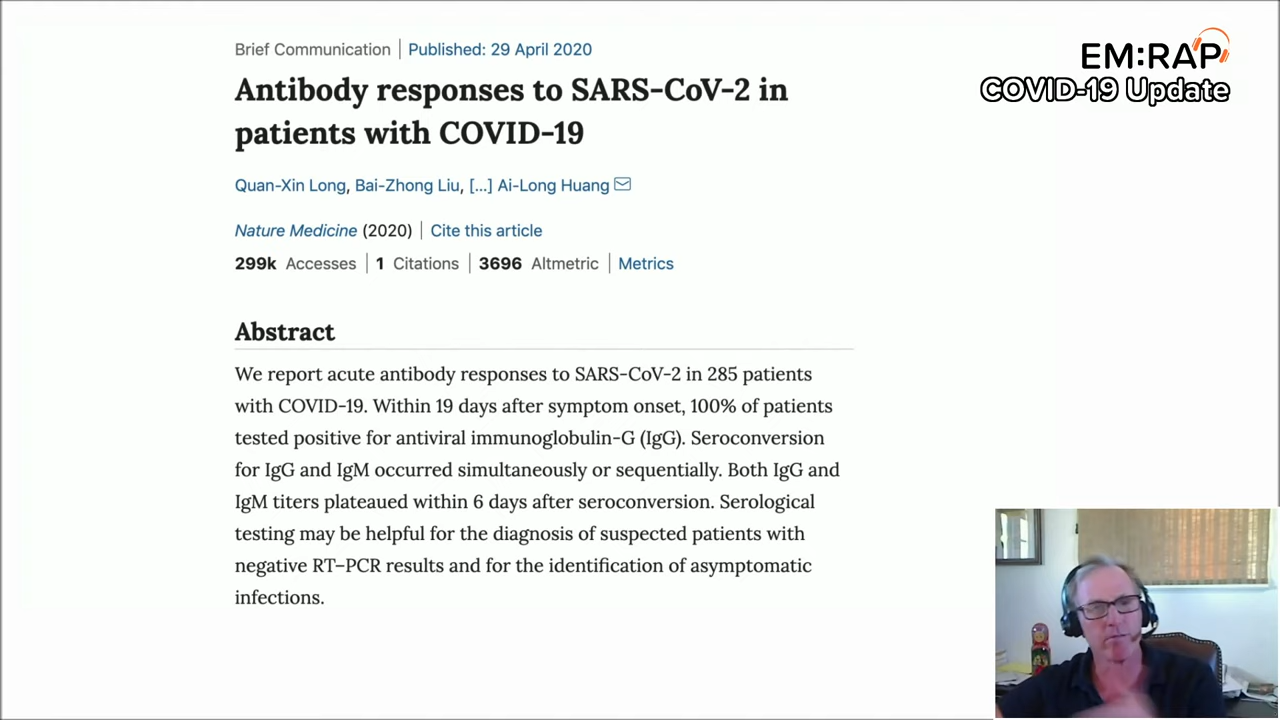 Brief Communication | Published: 29 April 2020
EM:RAP
COVID-19 Update
Antibody responses to SARS-CoV-2 in
patients with COVID-19
Quan-Xin Long, Bai-Zhong Liu, [...] Ai-Long Huang
Nature Medicine (2020) | Cite this article
299k Accesses | 1 Citations | 3696 Altmetric | Metrics
Abstract
We report acute antibody responses to SARS-CoV-2 in 285 patients
with COVID-19. Within 19 days after symptom onset, 100% of patients
tested positive for antiviral immunoglobulin-G (IgG). Seroconversion
for IgG and IgM occurred simultaneously or sequentially. Both IgG and
IgM titers plateaued within 6 days after seroconversion. Serological
testing may be helpful for the diagnosis of suspected patients with
negative RT–PCR results and for the identification of asymptomatic
infections.